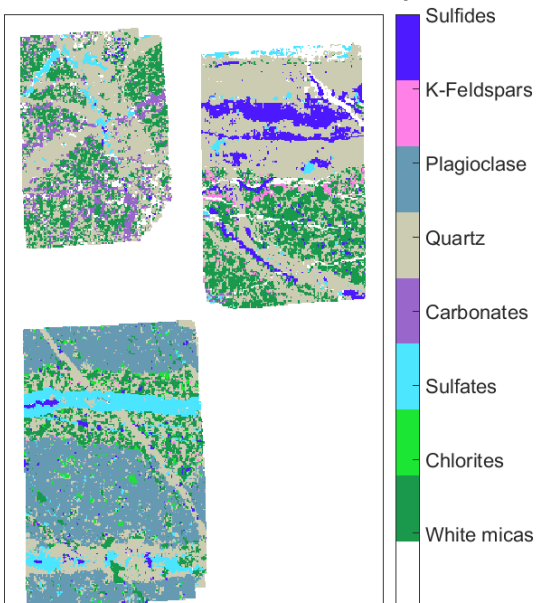 Sulfides
K-Feldspars
Plagioclase
Quartz
Carbonates
Sulfates
Chlorites
White micas